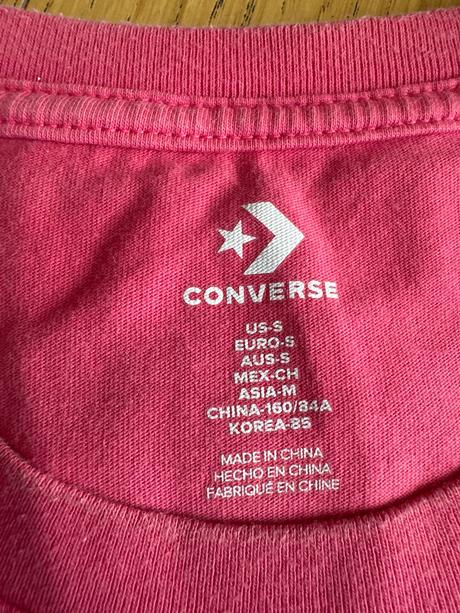 CONVERSE
US-S
EURO-S
AUS-S
MEX-CH
ASIA-M
CHINA-160/84A
KOREA-85
MADE IN CHINA
HECHO EN CHINA
FABRIQUÉ EN CHINE